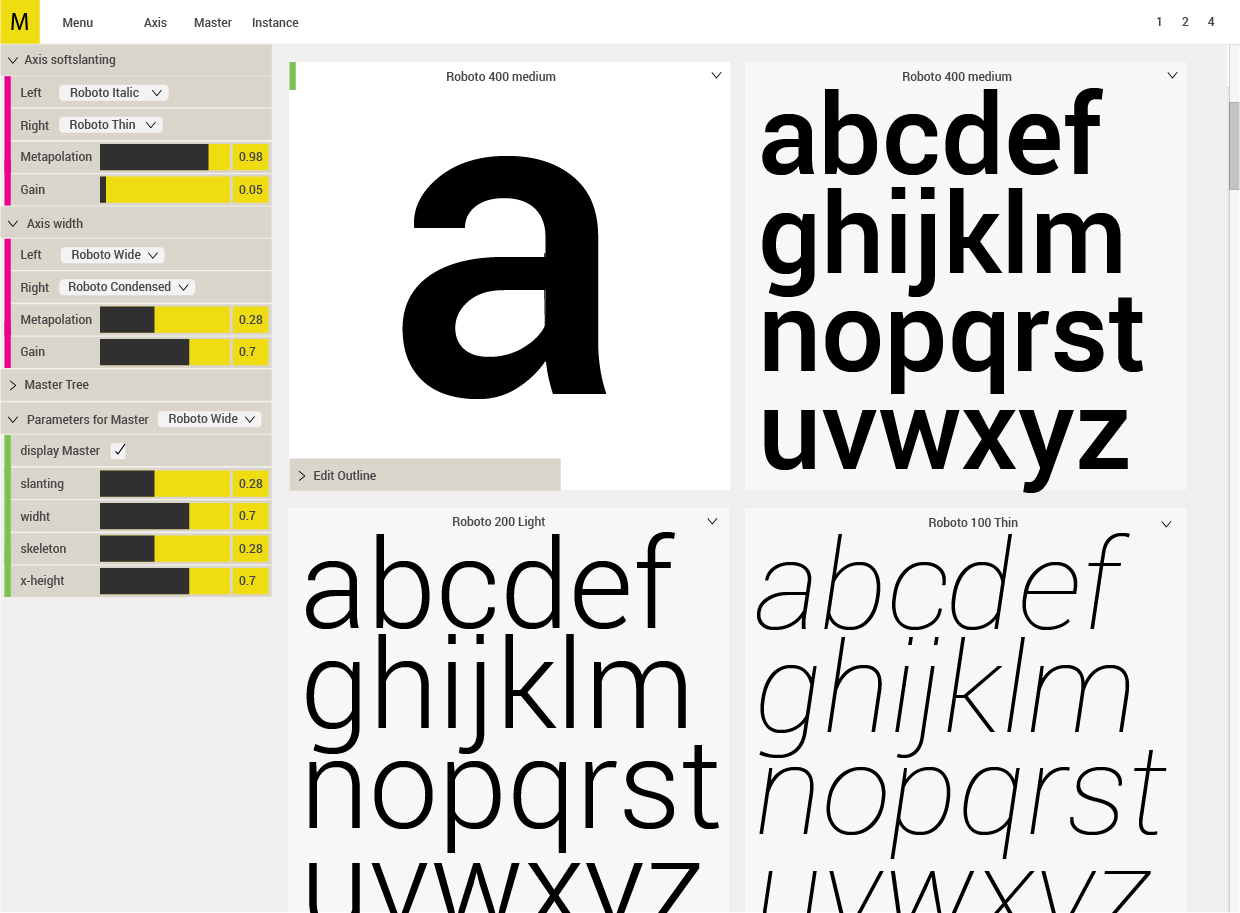 M Menu Axis Master Instance 1 2 4
Axis softslanting
Left Roboto Italic
Right Roboto Thin
Metapolation 0.98
Gain 0.05
Axis width
Left Roboto Wide
Right Roboto Condensed
Metapolation 0.28
Gain 0.7
Master Tree
Parameters for Master Roboto Wide
display Master
slanting 0.28
widht 0.7
skeleton 0.28
x-height 0.7
Roboto 400 medium
a
Edit Outline
Roboto 400 medium
abcdef
ghijklm
nopqrst
uvwxyz
Roboto 200 Light
abcdef
ghijklm
nopqrst
uvwxyz
Roboto 100 Thin
abcdef
ghijklm
nopqrst
uvwxyz